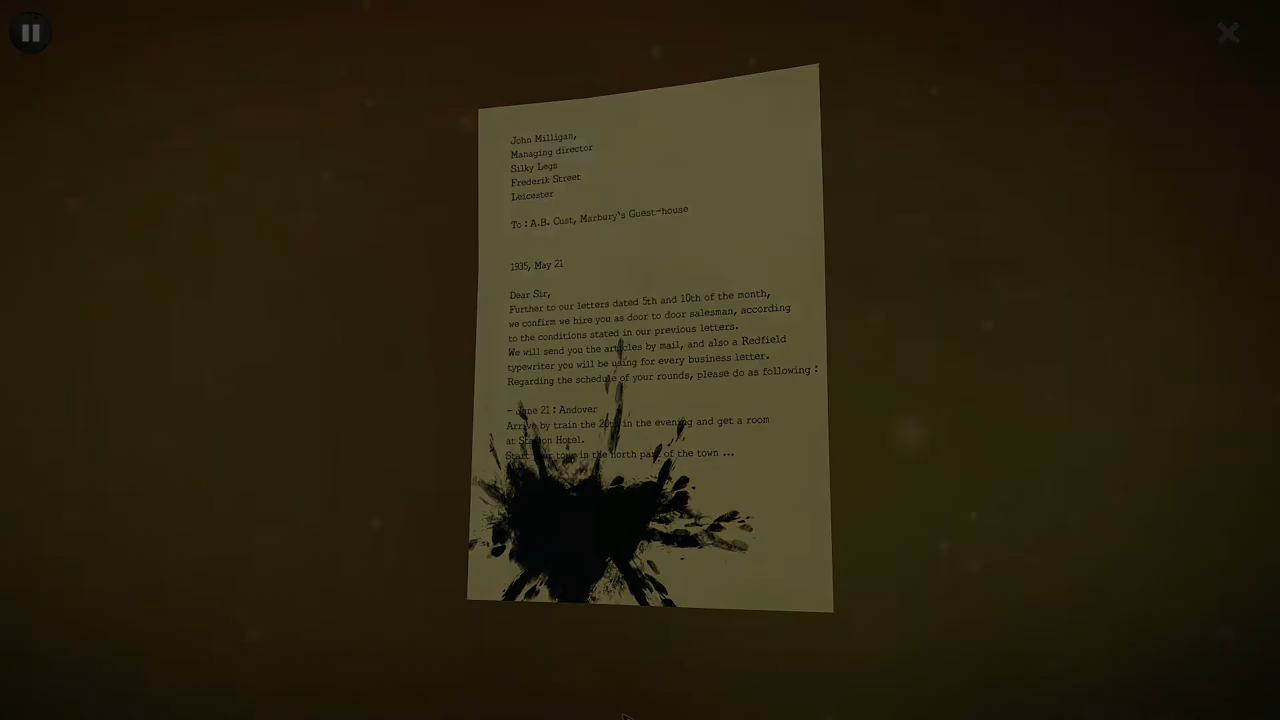 John Milligan,
Managing director
Silky Legs
Frederik Street
Leicester
To : A.B. Cust, Marbury's Guest-house
1935, May 21
Dear Sir,
Further to our letters dated 5th and 10th of the month,
we confirm we hire you as door to door salesman, according
to the conditions stated in our previous letters.
We will send you the articles by mail, and also a Redfield
typewriter you will be using for every business letter.
Regarding the schedule of your rounds, please do as following :
- June 21 : Andover
Arrive by train the 20th in the evening and get a room
at Station Hotel.
Start your town in the north part of the town ...